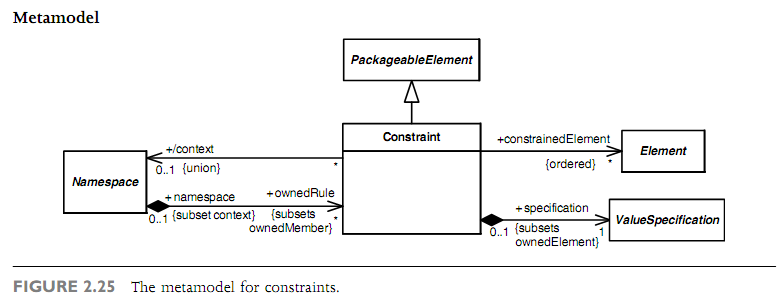 Metamodel
PackageableElement
Constraint
+/context
0..1 {union}
*
+constrainedElement
{ordered} *
Element
Namespace
+namespace
0..1 {subset context}
+ownedRule
{subsets *
ownedMember}
+specification
0..1 {subsets 1
ownedElement}
ValueSpecification
FIGURE 2.25 The metamodel for constraints.